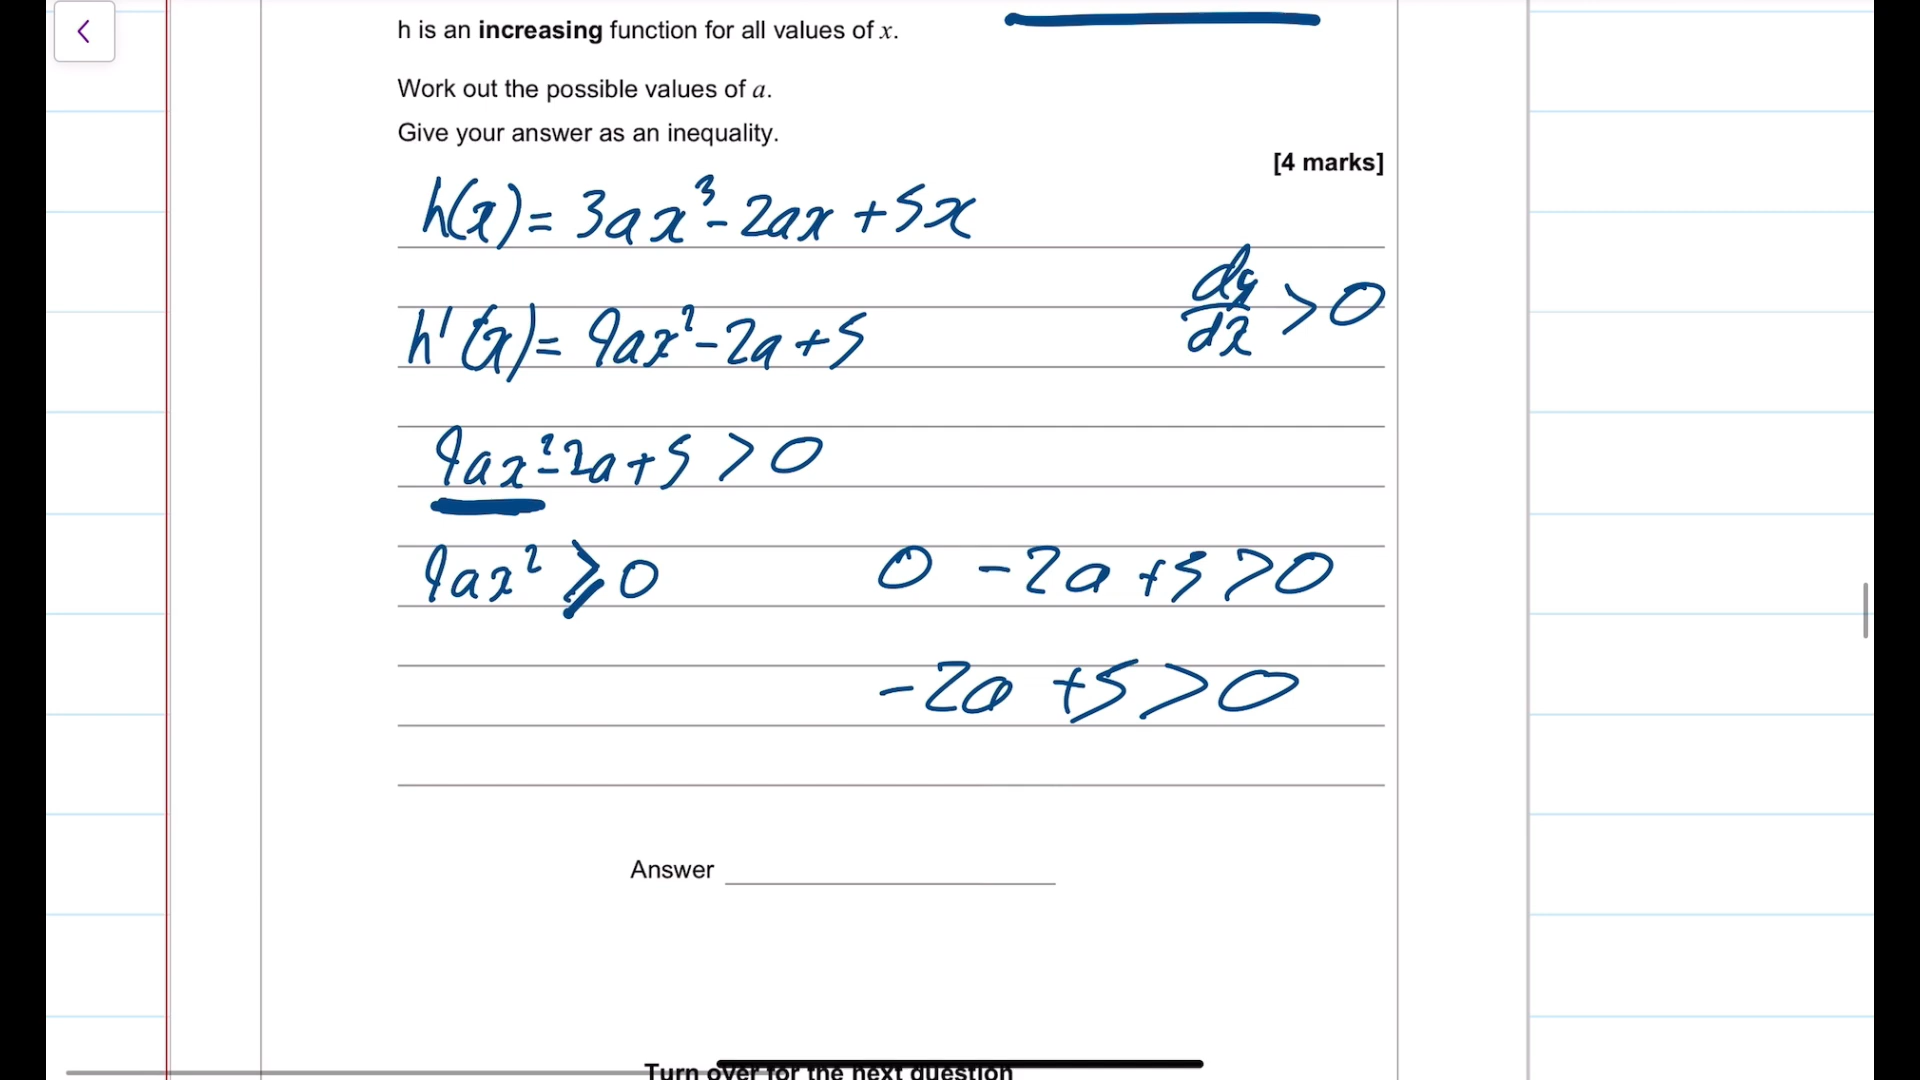 h is an increasing function for all values of x.
Work out the possible values of a.
Give your answer as an inequality.
[4 marks]
h(x) = 3ax³ - 2ax + 5x
dy/dx > 0
h'(x) = 9ax² - 2a + 5
9ax² - 2a + 5 > 0
9ax² ⩾ 0 0 - 2a + 5 > 0
-2a + 5 > 0
Answer
Turn over for the next question